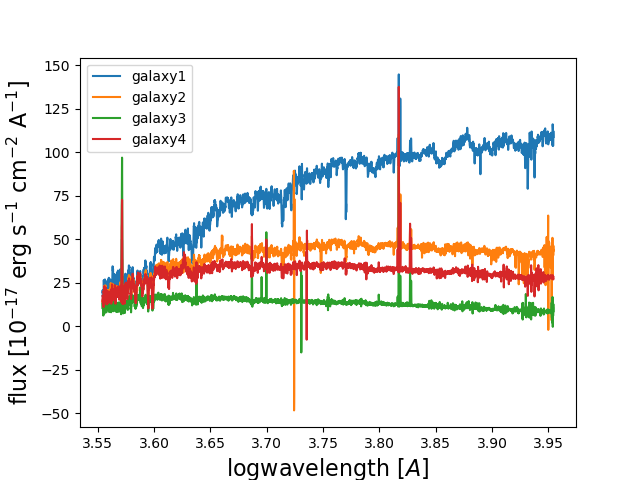 150
125
100
75
50
25
0
−25
−50
flux [10⁻¹⁷ erg s⁻¹ cm⁻² A⁻¹]
galaxy1
galaxy2
galaxy3
galaxy4
3.55 3.60 3.65 3.70 3.75 3.80 3.85 3.90 3.95
logwavelength [A]